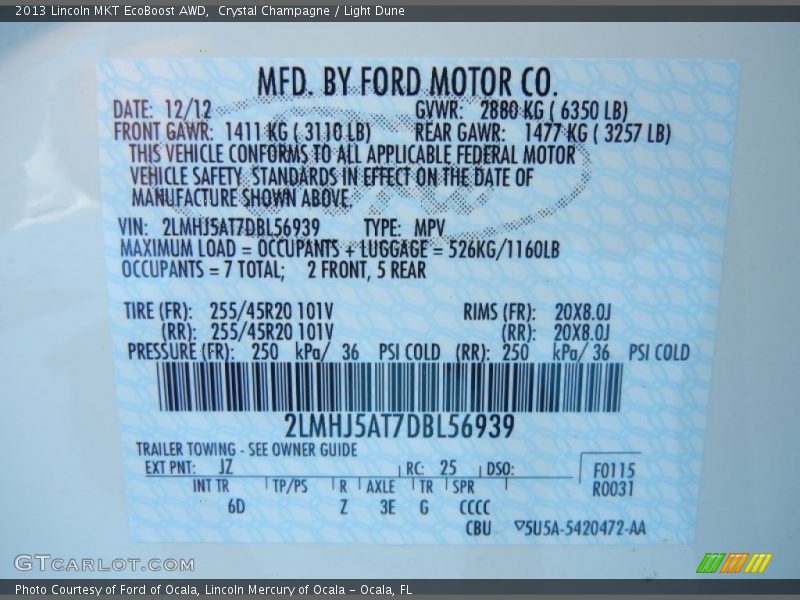 2013 Lincoln MKT EcoBoost AWD,  Crystal Champagne / Light Dune
MFD. BY FORD MOTOR CO.
DATE: 12/12 GVWR: 2880 KG ( 6350 LB)
FRONT GAWR: 1411 KG ( 3110 LB) REAR GAWR: 1477 KG ( 3257 LB)
THIS VEHICLE CONFORMS TO ALL APPLICABLE FEDERAL MOTOR
VEHICLE SAFETY STANDARDS IN EFFECT ON THE DATE OF
MANUFACTURE SHOWN ABOVE.
VIN: 2LMHJ5AT7DBL56939 TYPE: MPV
MAXIMUM LOAD = OCCUPANTS + LUGGAGE = 526KG/1160LB
OCCUPANTS = 7 TOTAL; 2 FRONT, 5 REAR
TIRE (FR): 255/45R20 101V RIMS (FR): 20X8.0J
(RR): 255/45R20 101V (RR): 20X8.0J
PRESSURE (FR): 250 kPa/ 36 PSI COLD (RR): 250 kPa/ 36 PSI COLD
2LMHJ5AT7DBL56939
TRAILER TOWING - SEE OWNER GUIDE
EXT PNT: JZ RC: 25 DSO: F0115
R0031
INT TR TP/PS R AXLE TR SPR
6D Z 3E G CCCC
CBU ▽5U5A-5420472-AA
GTCARLOT.COM
Photo Courtesy of Ford of Ocala, Lincoln Mercury of Ocala – Ocala, FL